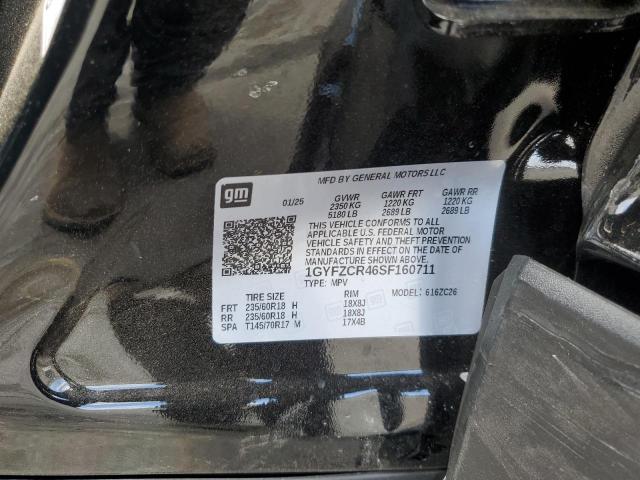 MFD BY GENERAL MOTORS LLC
gm
01/25 GVWR GAWR FRT GAWR RR
2350 KG 1220 KG 1220 KG
5180 LB 2689 LB 2689 LB
THIS VEHICLE CONFORMS TO ALL
APPLICABLE U.S. FEDERAL MOTOR
VEHICLE SAFETY AND THEFT PREVENTION
STANDARDS IN EFFECT ON THE DATE OF
MANUFACTURE SHOWN ABOVE.
1GYFZCR46SF160711
TYPE: MPV MODEL: 616ZC26
TIRE SIZE RIM
FRT 235/60R18 H 18X8J
RR 235/60R18 H 18X8J
SPA T145/70R17 M 17X4B